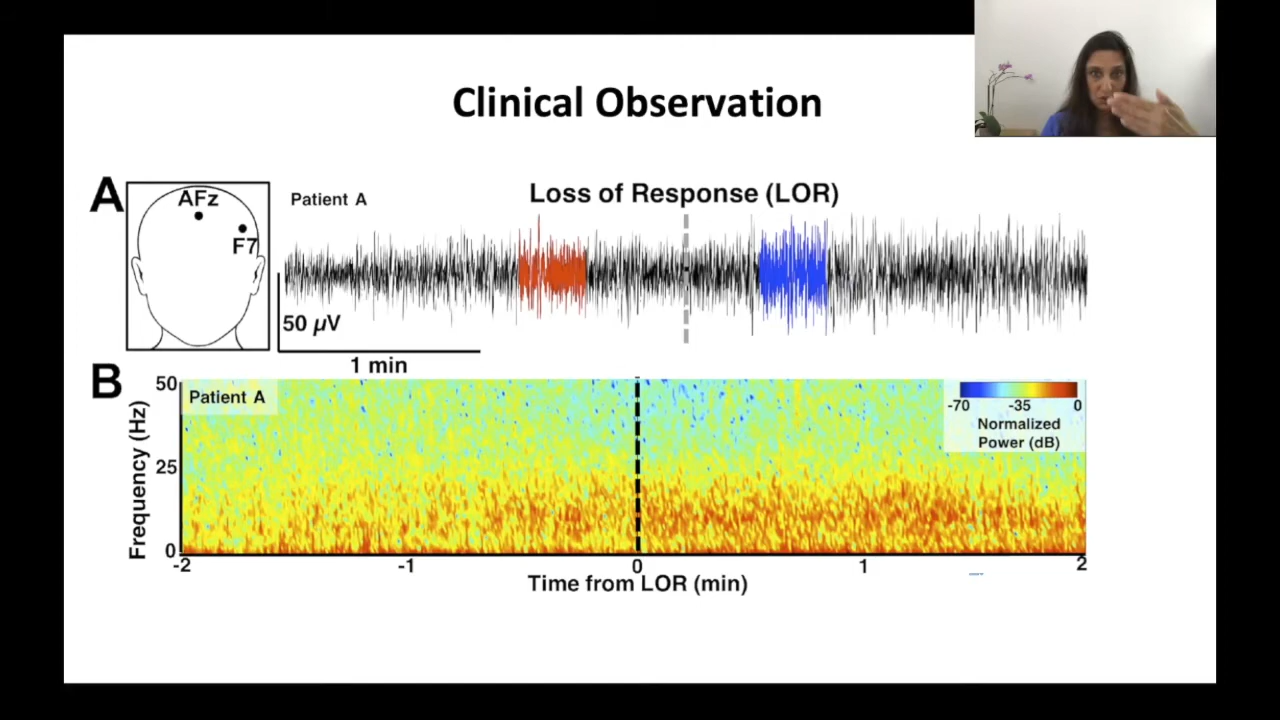 Clinical Observation
A
AFz
F7
Patient A
Loss of Response (LOR)
50 µV
1 min
B
Frequency (Hz)
50
25
0
Patient A
-70 -35 0
Normalized
Power (dB)
-2 -1 0 1 2
Time from LOR (min)